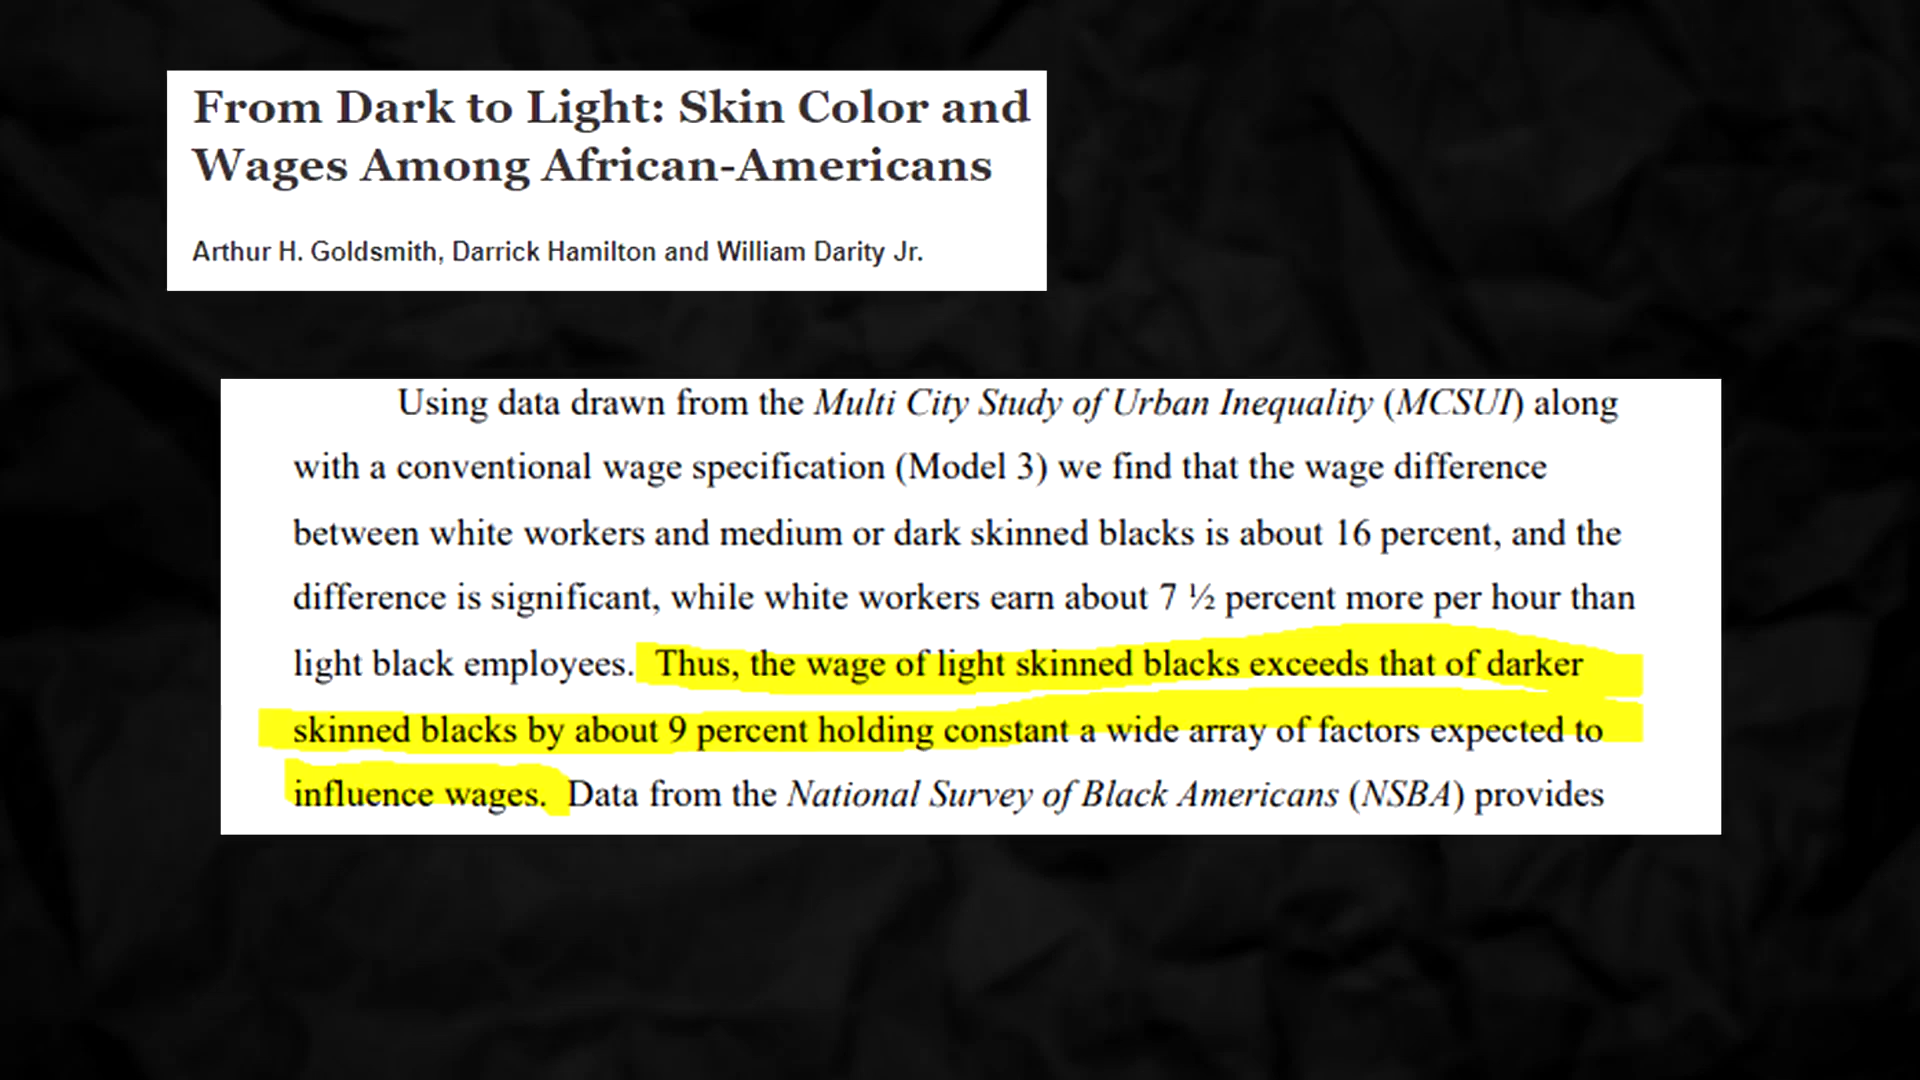 From Dark to Light: Skin Color and
Wages Among African-Americans
Arthur H. Goldsmith, Darrick Hamilton and William Darity Jr.
Using data drawn from the Multi City Study of Urban Inequality (MCSUI) along
with a conventional wage specification (Model 3) we find that the wage difference
between white workers and medium or dark skinned blacks is about 16 percent, and the
difference is significant, while white workers earn about 7 ½ percent more per hour than
light black employees. Thus, the wage of light skinned blacks exceeds that of darker
skinned blacks by about 9 percent holding constant a wide array of factors expected to
influence wages. Data from the National Survey of Black Americans (NSBA) provides